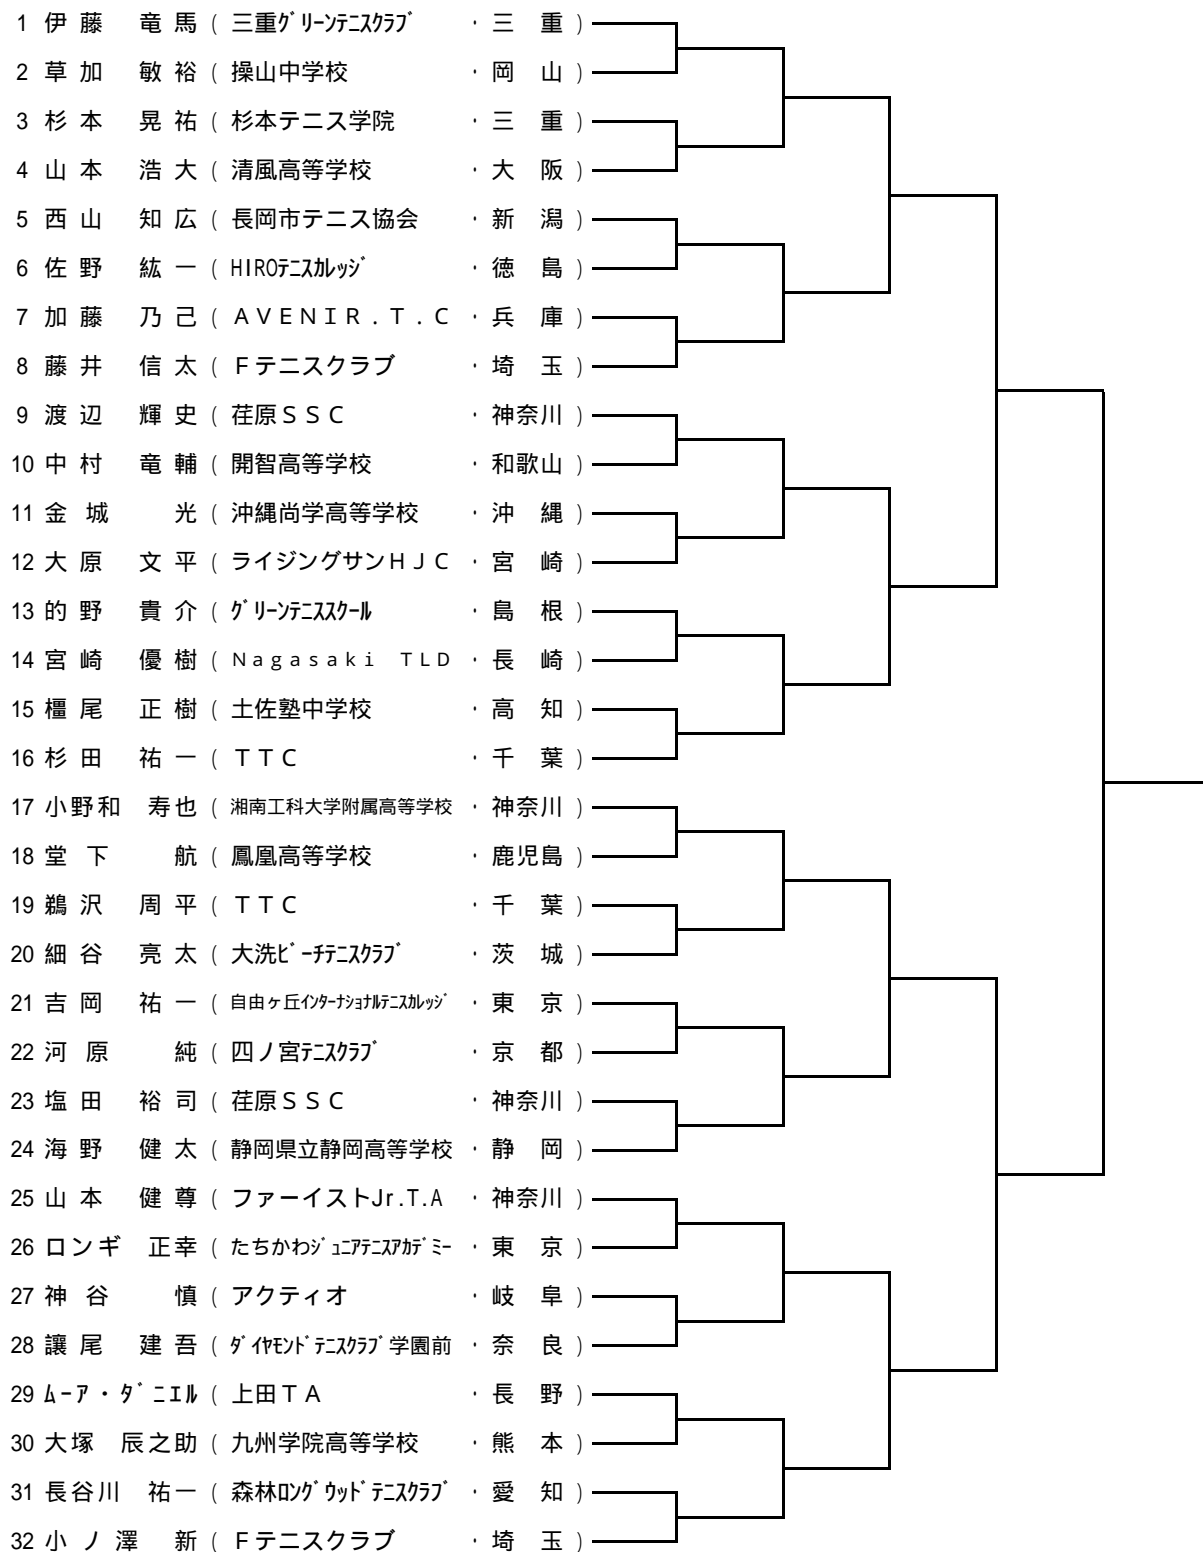 1 伊 藤 竜 馬 ( 三重グリーンテニスクラブ ・ 三 重 )
2 草 加 敏 裕 ( 操山中学校 ・ 岡 山 )
3 杉 本 晃 祐 ( 杉本テニス学院 ・ 三 重 )
4 山 本 浩 大 ( 清風高等学校 ・ 大 阪 )
5 西 山 知 広 ( 長岡市テニス協会 ・ 新 潟 )
6 佐 野 紘 一 ( HIROテニスカレッジ ・ 徳 島 )
7 加 藤 乃 己 ( AVENIR.T.C ・ 兵 庫 )
8 藤 井 信 太 ( Fテニスクラブ ・ 埼 玉 )
9 渡 辺 輝 史 ( 荏原SSC ・ 神奈川 )
10 中 村 竜 輔 ( 開智高等学校 ・ 和歌山 )
11 金 城 光 ( 沖縄尚学高等学校 ・ 沖 縄 )
12 大 原 文 平 ( ライジングサンHJC ・ 宮 崎 )
13 的 野 貴 介 ( グリーンテニススクール ・ 島 根 )
14 宮 崎 優 樹 ( Nagasaki TLD ・ 長 崎 )
15 橿 尾 正 樹 ( 土佐塾中学校 ・ 高 知 )
16 杉 田 祐 一 ( TTC ・ 千 葉 )
17 小野和 寿也 ( 湘南工科大学附属高等学校 ・ 神奈川 )
18 堂 下 航 ( 鳳凰高等学校 ・ 鹿児島 )
19 鵜 沢 周 平 ( TTC ・ 千 葉 )
20 細 谷 亮 太 ( 大洗ビーチテニスクラブ ・ 茨 城 )
21 吉 岡 祐 一 ( 自由ヶ丘インターナショナルテニスカレッジ ・ 東 京 )
22 河 原 純 ( 四ノ宮テニスクラブ ・ 京 都 )
23 塩 田 裕 司 ( 荏原SSC ・ 神奈川 )
24 海 野 健 太 ( 静岡県立静岡高等学校 ・ 静 岡 )
25 山 本 健 尊 ( ファーイストJr.T.A ・ 神奈川 )
26 ロンギ 正幸 ( たちかわジュニアテニスアカデミー ・ 東 京 )
27 神 谷 慎 ( アクティオ ・ 岐 阜 )
28 讓 尾 建 吾 ( ダイヤモンドテニスクラブ学園前 ・ 奈 良 )
29 ムーア・ダニエル ( 上田TA ・ 長 野 )
30 大塚 辰之助 ( 九州学院高等学校 ・ 熊 本 )
31 長谷川 祐一 ( 森林ロングウッドテニスクラブ ・ 愛 知 )
32 小 ノ 澤 新 ( Fテニスクラブ ・ 埼 玉 )